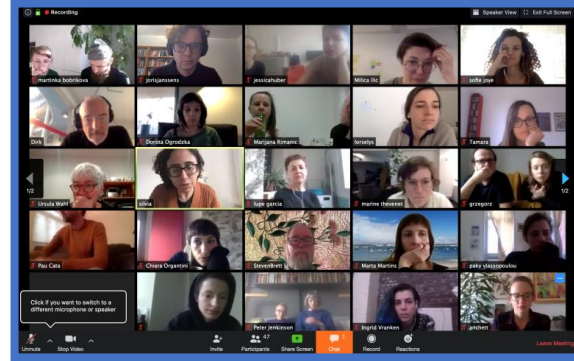 Recording
Speaker View
Exit Full Screen
martinka bobrikova
jorisjanssens
jessicahuber
Milica Ilic
sofie joye
Dirk
Dorota Ogrodzka
Marijana Rimanic
lorselys
Tamara
1/2
Ursula Wahl
silvia
lupe garcia
marine thevenet
grzegorz
1/2
Pau Cata
Chiara Organtini
StevenBrett
Marta Martins
paky vlassopoulou
Click if you want to switch to a
different microphone or speaker
Peter Jenkinson
Ingrid Vranken
Unmute
Stop Video
Invite
47
Participants
Share Screen
1
Chat
Record
Reactions
Leave Meeting